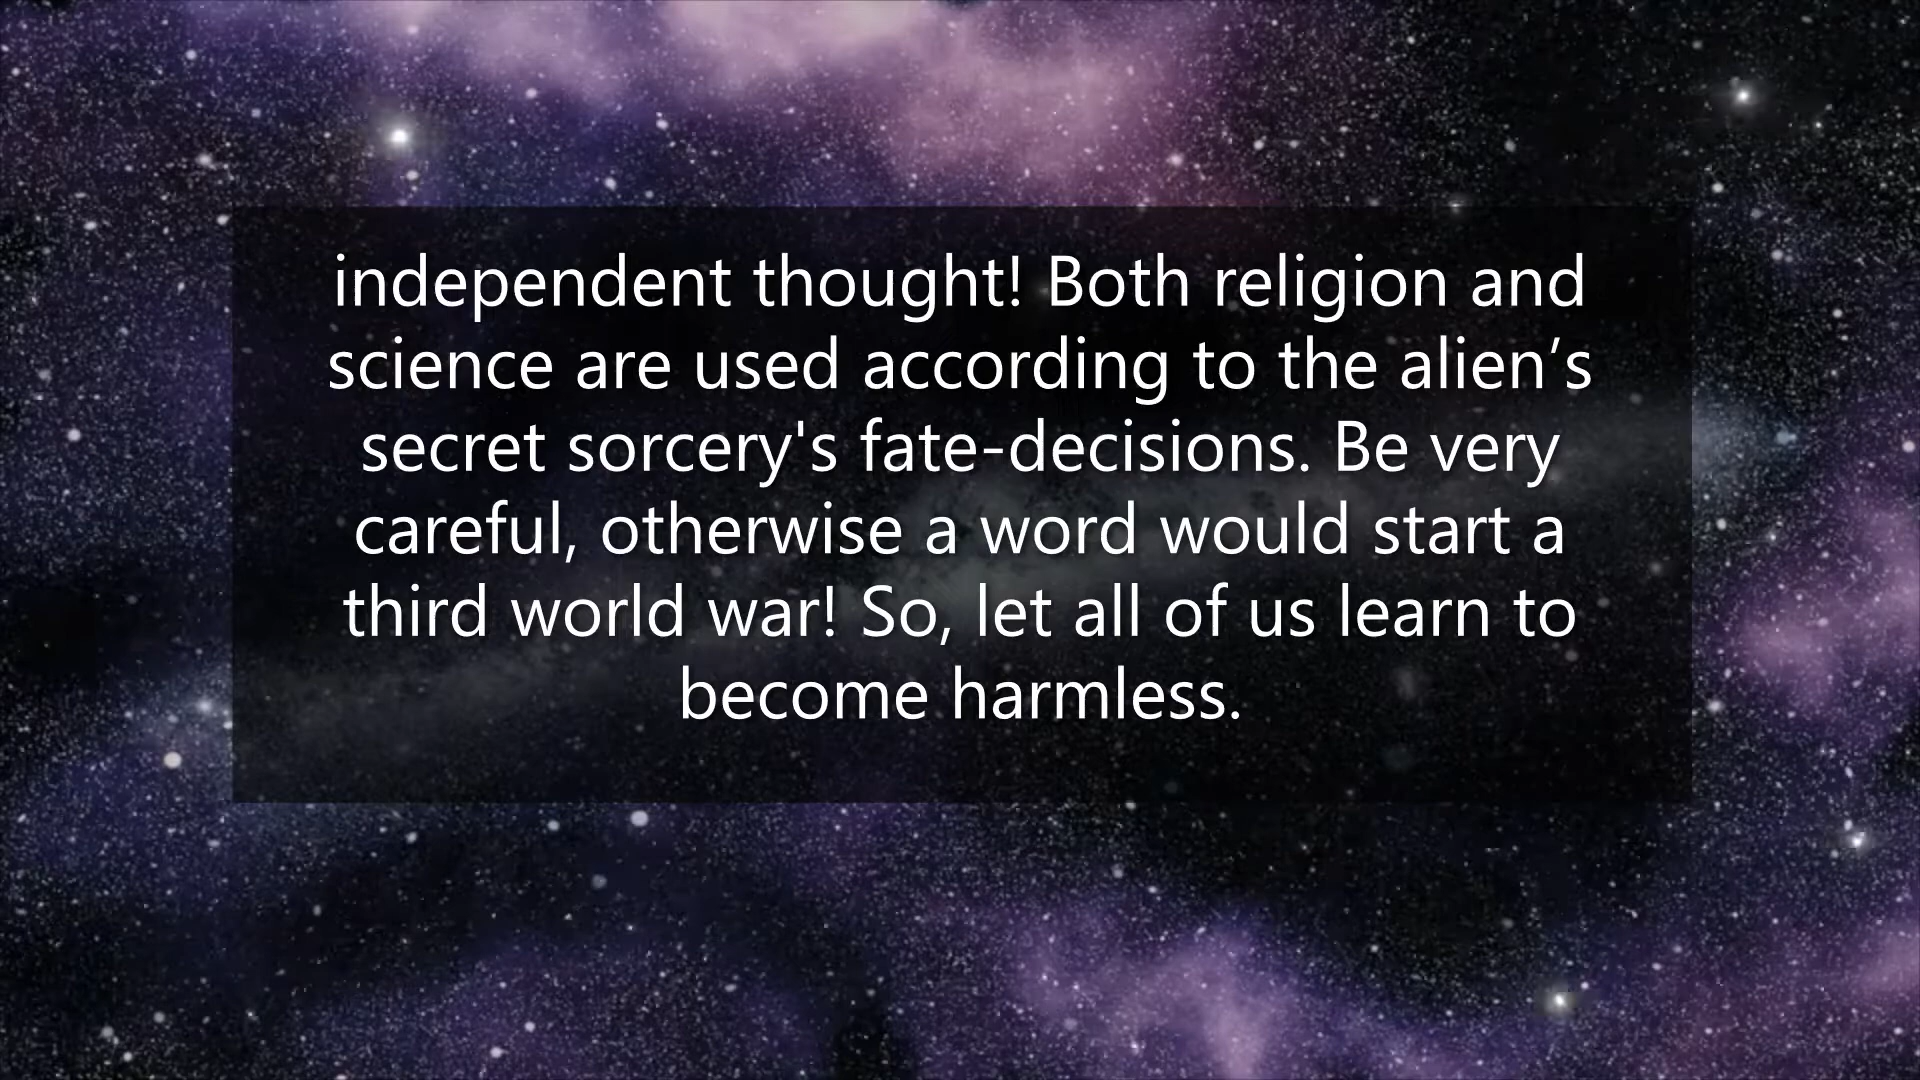 independent thought! Both religion and
science are used according to the alien’s
secret sorcery's fate-decisions. Be very
careful, otherwise a word would start a
third world war! So, let all of us learn to
become harmless.